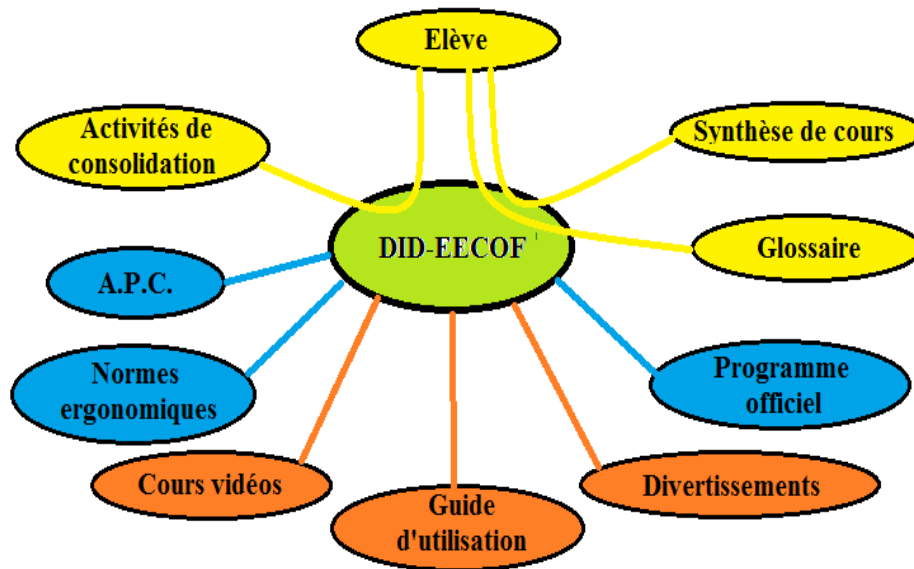 Elève
Activités de
consolidation
Synthèse de cours
DID-EECOF
Glossaire
A.P.C.
Normes
ergonomiques
Programme
officiel
Cours vidéos
Guide
d'utilisation
Divertissements